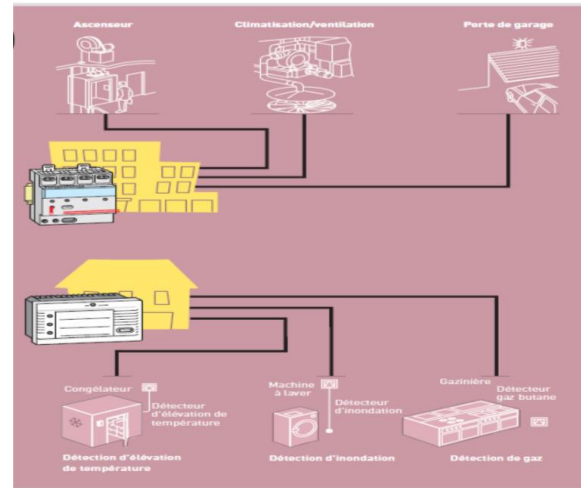 Ascenseur
Climatisation/ventilation
Perte de garage
Congélateur
Détecteur
d'élévation de
température
Détection d'élévation
de température
Machine
à laver
Détecteur
d'inondation
Détection d'inondation
Gazinière
Détecteur
gaz butane
Détection de gaz